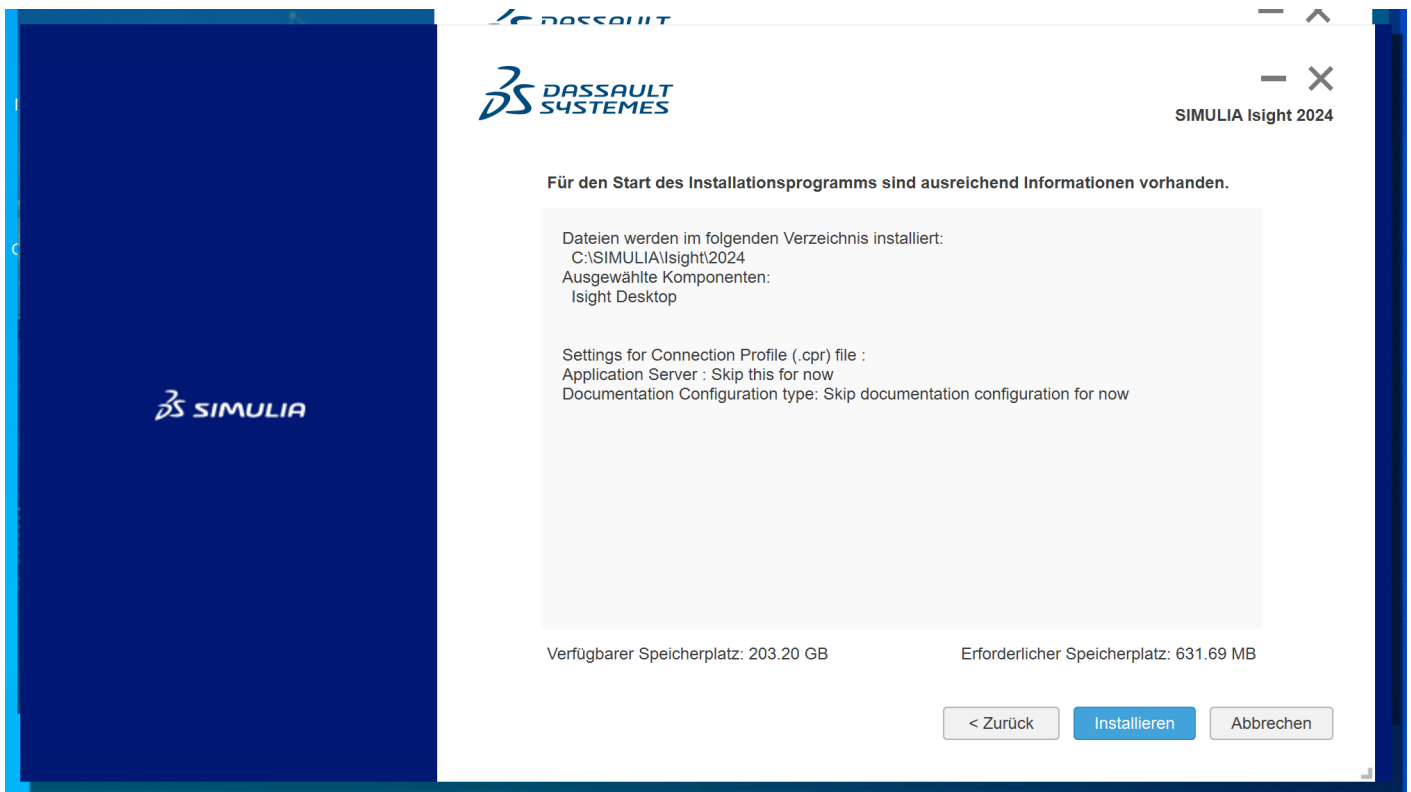 DASSAULT
DASSAULT
SYSTEMES
SIMULIA Isight 2024
Für den Start des Installationsprogramms sind ausreichend Informationen vorhanden.
Dateien werden im folgenden Verzeichnis installiert:
C:\SIMULIA\Isight\2024
Ausgewählte Komponenten:
Isight Desktop
Settings for Connection Profile (.cpr) file :
Application Server : Skip this for now
Documentation Configuration type: Skip documentation configuration for now
SIMULIA
Verfügbarer Speicherplatz: 203.20 GB
Erforderlicher Speicherplatz: 631.69 MB
< Zurück
Installieren
Abbrechen